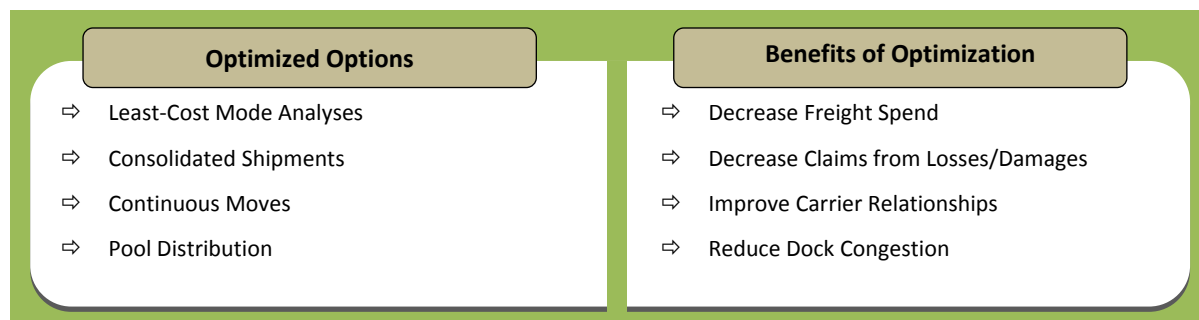 Optimized Options
⇨ Least-Cost Mode Analyses
⇨ Consolidated Shipments
⇨ Continuous Moves
⇨ Pool Distribution
Benefits of Optimization
⇨ Decrease Freight Spend
⇨ Decrease Claims from Losses/Damages
⇨ Improve Carrier Relationships
⇨ Reduce Dock Congestion